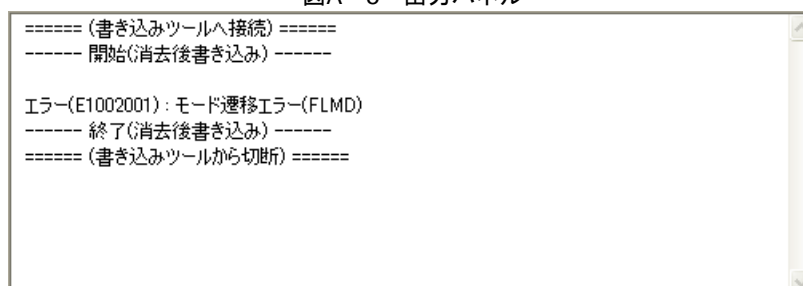 ====== (書き込みツールへ接続) ======
------ 開始(消去後書き込み) ------
エラー(E1002001) : モード遷移エラー(FLMD)
------ 終了(消去後書き込み) ------
====== (書き込みツールから切断) ======